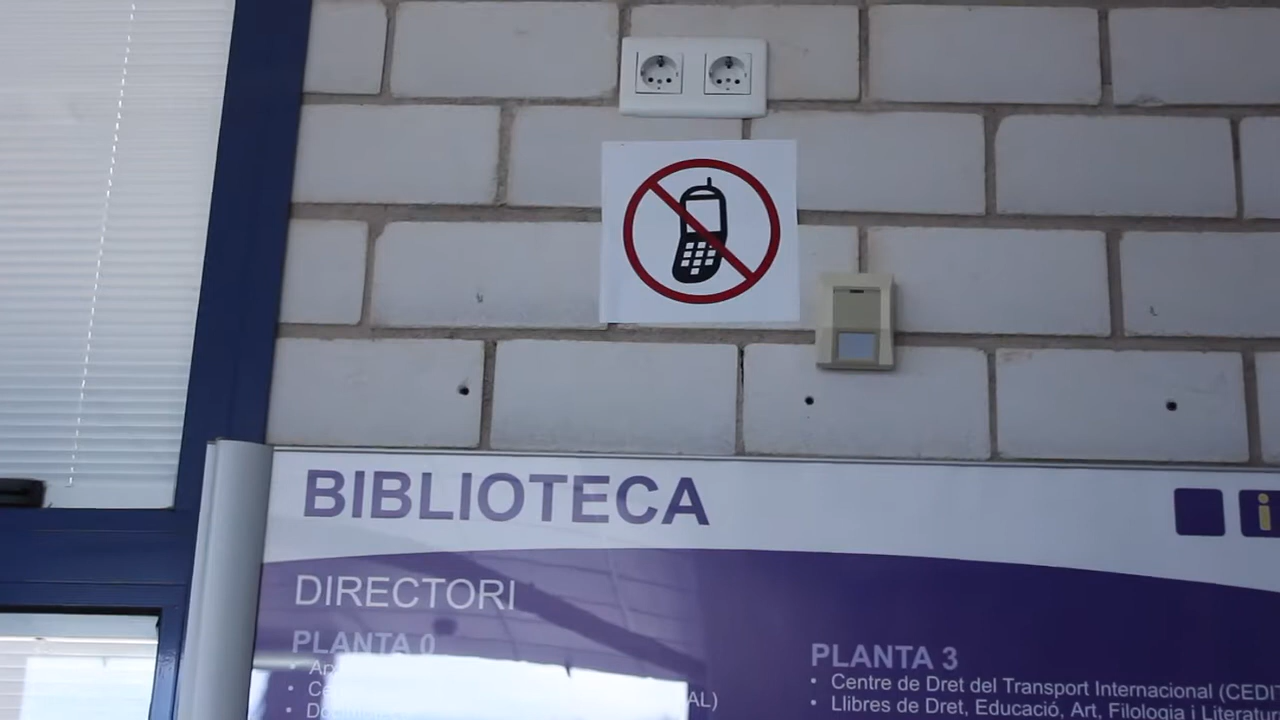 BIBLIOTECA
i
DIRECTORI
PLANTA 0
PLANTA 3
• Centre de Dret del Transport Internacional (CEDIT
• Llibres de Dret, Educació, Art, Filologia i Literatur